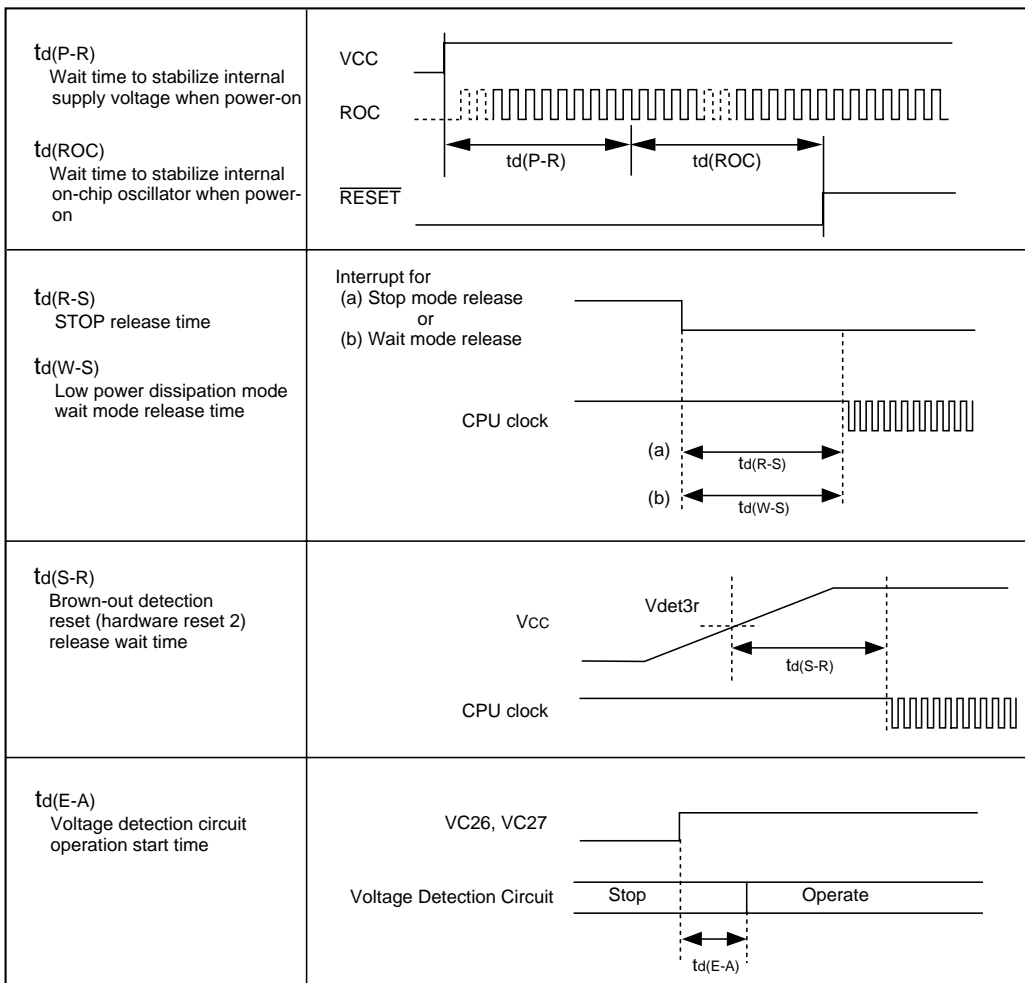 td(P-R)
Wait time to stabilize internal
supply voltage when power-on
td(ROC)
Wait time to stabilize internal
on-chip oscillator when power-
on
VCC
ROC
td(P-R)
td(ROC)
RESET
td(R-S)
STOP release time
td(W-S)
Low power dissipation mode
wait mode release time
Interrupt for
(a) Stop mode release
or
(b) Wait mode release
CPU clock
(a)
td(R-S)
(b)
td(W-S)
td(S-R)
Brown-out detection
reset (hardware reset 2)
release wait time
Vdet3r
VCC
td(S-R)
CPU clock
td(E-A)
Voltage detection circuit
operation start time
VC26, VC27
Voltage Detection Circuit
Stop
Operate
td(E-A)